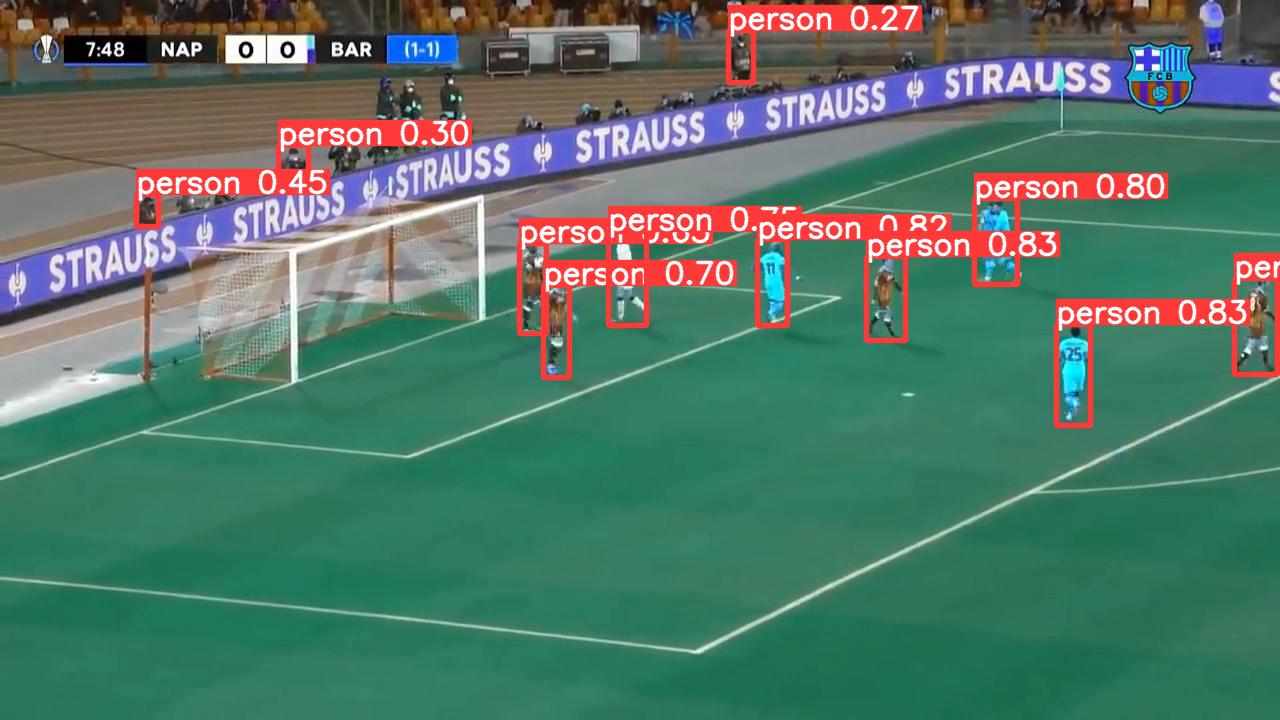 person 0.27
7:48 NAP 0 0 BAR (1-1)
FCB
STRAUSS
STRAUSS
STRAUSS
STRAUSS
STRAUSS
STRAUSS
person 0.30
person 0.45
person 0.80
person 0.82
person 0.83
person 0.70
person 0.83
11
25